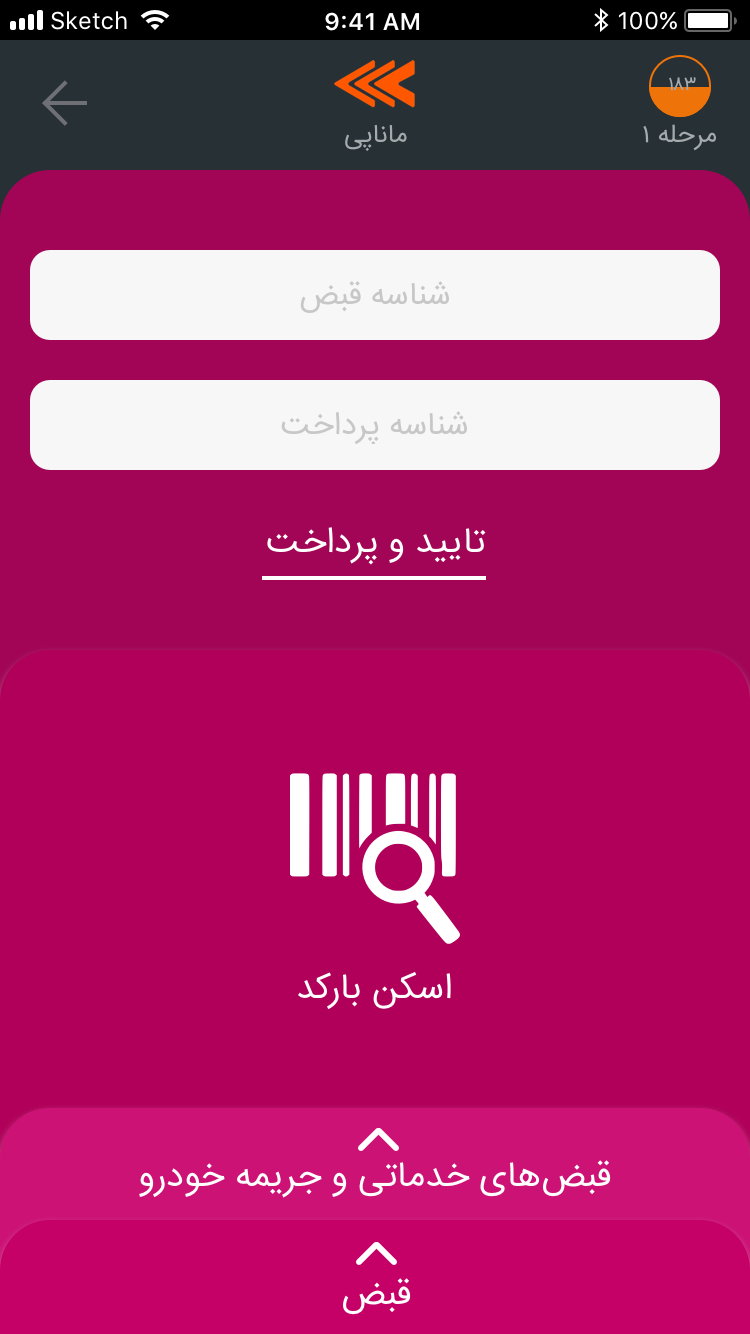 Sketch 9:41 AM 100%
۱۸۳
ماناپی
مرحله ۱
شناسه قبض
شناسه پرداخت
تایید و پرداخت
اسکن بارکد
قبض‌های خدماتی و جریمه خودرو
قبض